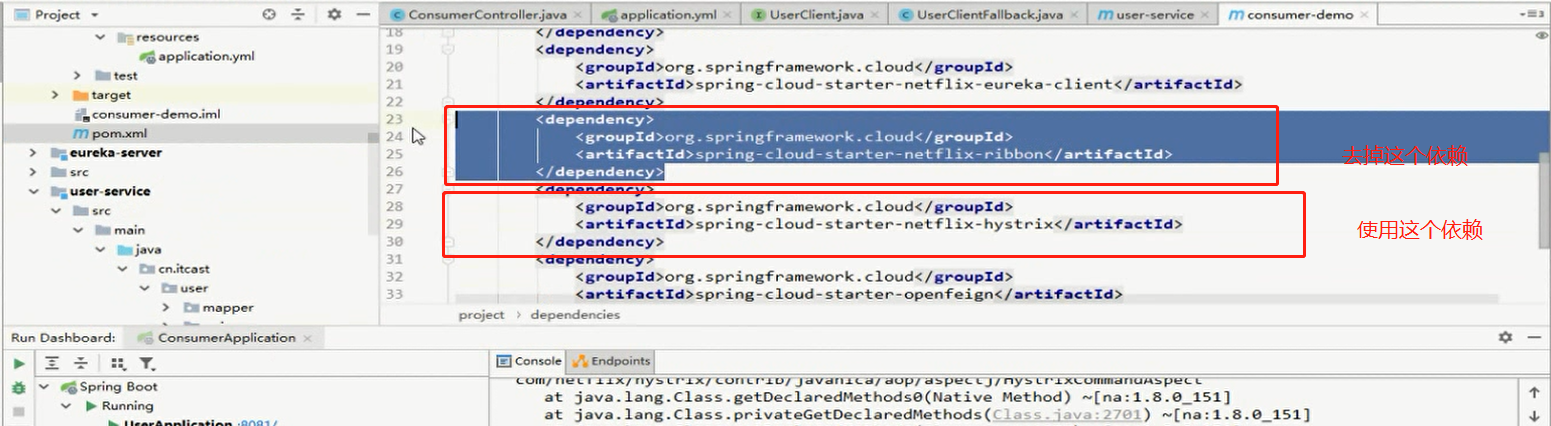 Project
ConsumerController.java
application.yml
UserClient.java
UserClientFallback.java
user-service
consumer-demo
resources
application.yml
test
target
consumer-demo.iml
pom.xml
eureka-server
src
user-service
src
main
java
cn.itcast
user
mapper
18 </dependency>
19 <dependency>
20 <groupId>org.springframework.cloud</groupId>
21 <artifactId>spring-cloud-starter-netflix-eureka-client</artifactId>
22 </dependency>
23 <dependency>
24 <groupId>org.springframework.cloud</groupId>
25 <artifactId>spring-cloud-starter-netflix-ribbon</artifactId>
26 </dependency>
去掉这个依赖
27 <dependency>
28 <groupId>org.springframework.cloud</groupId>
29 <artifactId>spring-cloud-starter-netflix-hystrix</artifactId>
30 </dependency>
使用这个依赖
31 <dependency>
32 <groupId>org.springframework.cloud</groupId>
33 <artifactId>spring-cloud-starter-openfeign</artifactId>
project › dependencies
Run Dashboard:
ConsumerApplication
Console
Endpoints
Spring Boot
Running
UserApplication :8081/
com/netflix/hystrix/contrib/javanica/aop/aspectj/HystrixCommandAspect
at java.lang.Class.getDeclaredMethods0(Native Method) ~[na:1.8.0_151]
at java.lang.Class.privateGetDeclaredMethods(Class.java:2701) ~[na:1.8.0_151]